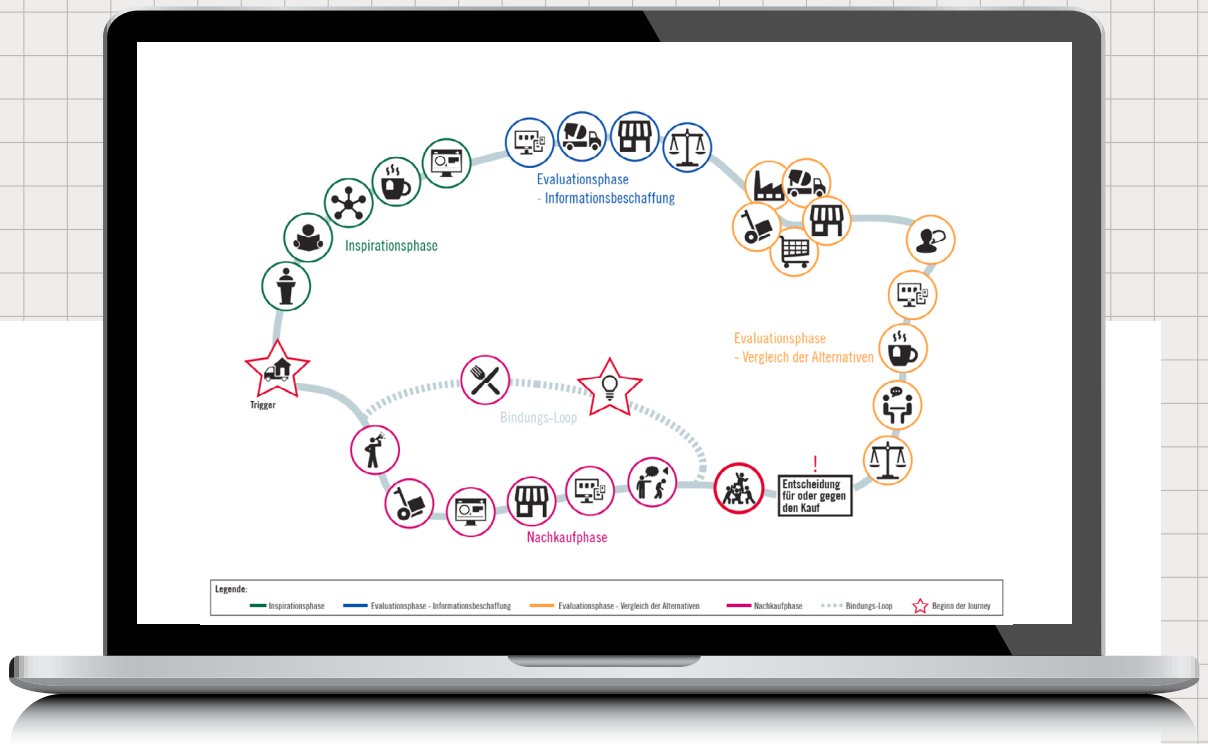 Evaluationsphase
- Informationsbeschaffung
Inspirationsphase
Evaluationsphase
- Vergleich der Alternativen
Trigger
Bindungs-Loop
!
Entscheidung
für oder gegen
den Kauf
Nachkaufphase
Legende:
Inspirationsphase Evaluationsphase - Informationsbeschaffung Evaluationsphase - Vergleich der Alternativen Nachkaufphase Bindungs-Loop Beginn der Journey